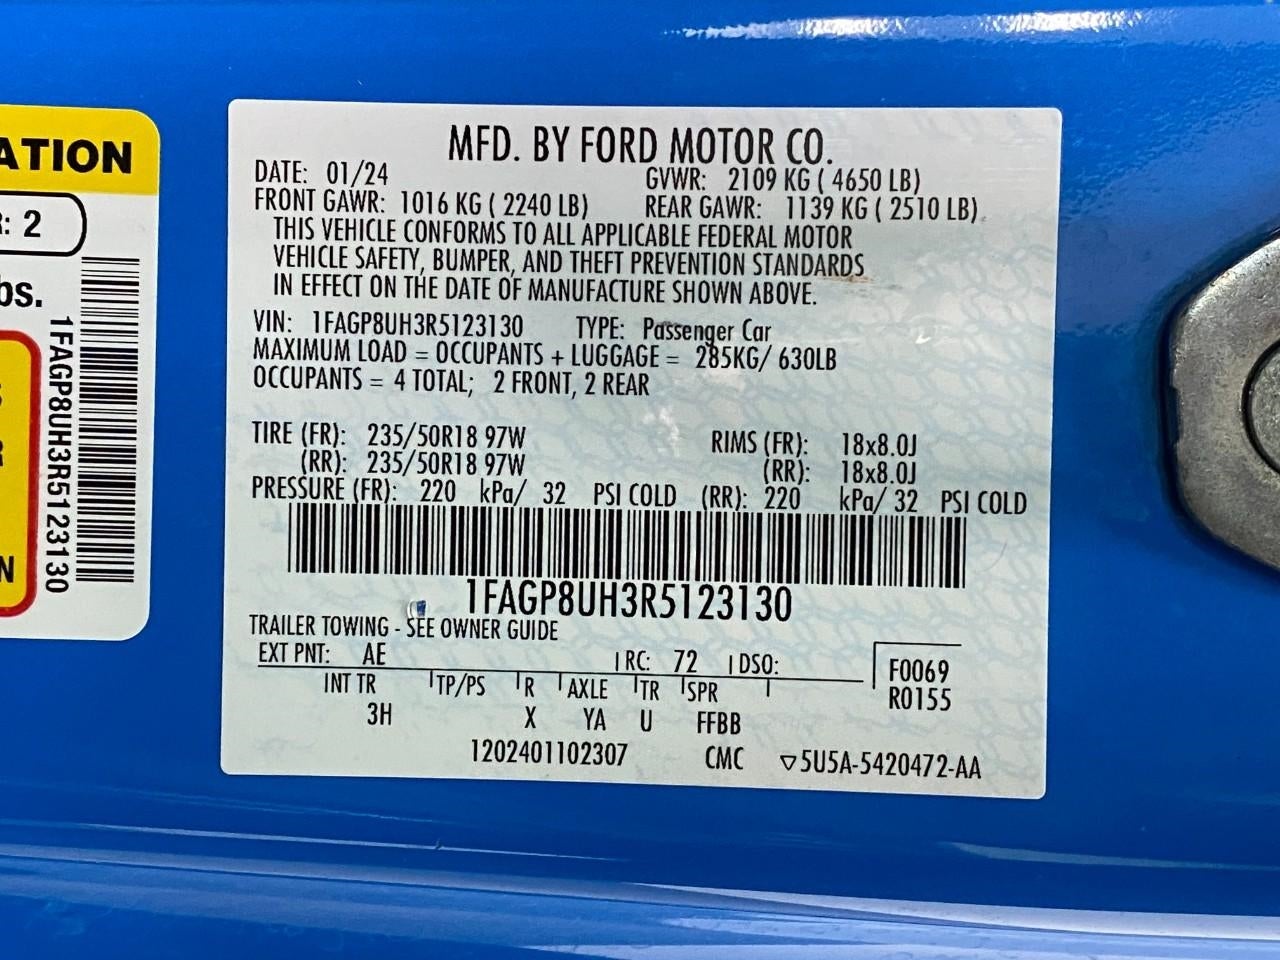 ATION
: 2
bs.
1FAGP8UH3R5123130
N
MFD. BY FORD MOTOR CO.
DATE: 01/24 GVWR: 2109 KG ( 4650 LB)
FRONT GAWR: 1016 KG ( 2240 LB) REAR GAWR: 1139 KG ( 2510 LB)
THIS VEHICLE CONFORMS TO ALL APPLICABLE FEDERAL MOTOR
VEHICLE SAFETY, BUMPER, AND THEFT PREVENTION STANDARDS
IN EFFECT ON THE DATE OF MANUFACTURE SHOWN ABOVE.
VIN: 1FAGP8UH3R5123130 TYPE: Passenger Car
MAXIMUM LOAD = OCCUPANTS + LUGGAGE = 285KG/ 630LB
OCCUPANTS = 4 TOTAL; 2 FRONT, 2 REAR
TIRE (FR): 235/50R18 97W RIMS (FR): 18x8.0J
(RR): 235/50R18 97W (RR): 18x8.0J
PRESSURE (FR): 220 kPa/ 32 PSI COLD (RR): 220 kPa/ 32 PSI COLD
1FAGP8UH3R5123130
TRAILER TOWING - SEE OWNER GUIDE
EXT PNT: AE RC: 72 DSO: F0069
INT TR TP/PS R AXLE TR SPR R0155
3H X YA U FFBB
1202401102307 CMC ▽5U5A-5420472-AA